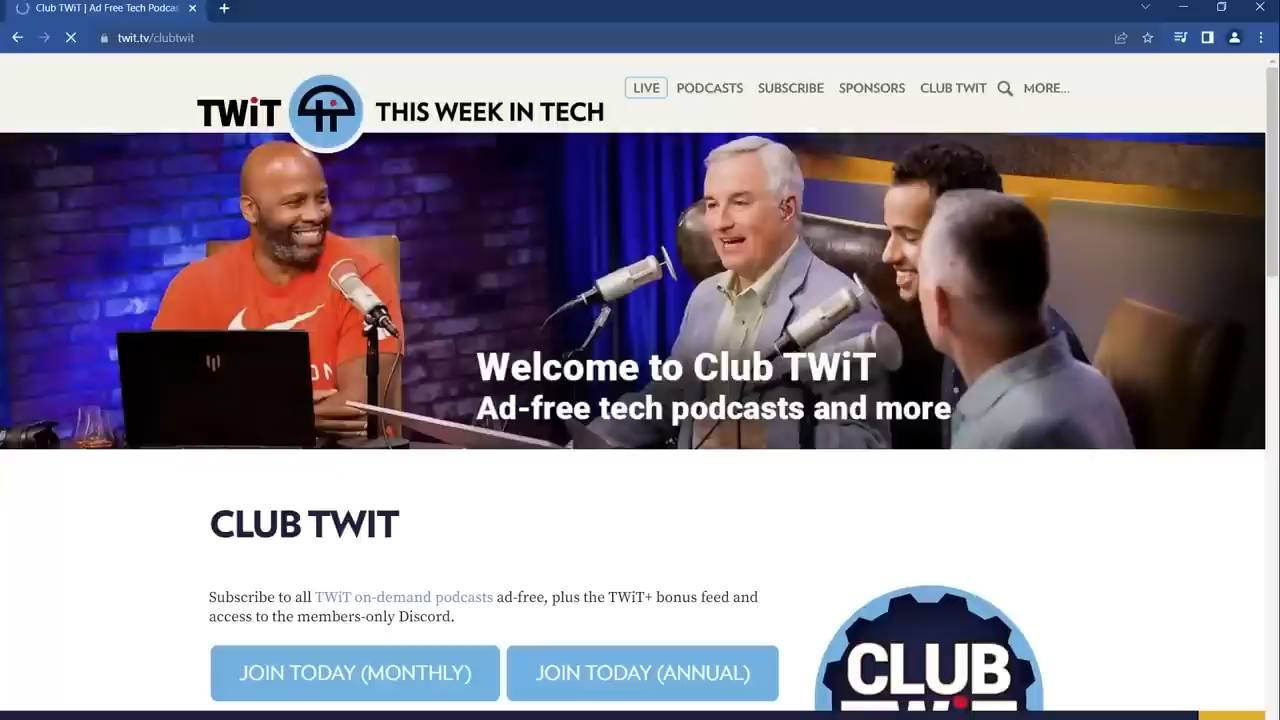 Club TWiT | Ad Free Tech Podcas
twit.tv/clubtwit
TWiT
THIS WEEK IN TECH
LIVE PODCASTS SUBSCRIBE SPONSORS CLUB TWIT MORE...
Welcome to Club TWiT
Ad-free tech podcasts and more
CLUB TWIT
Subscribe to all TWiT on-demand podcasts ad-free, plus the TWiT+ bonus feed and
access to the members-only Discord.
JOIN TODAY (MONTHLY) JOIN TODAY (ANNUAL)
CLUB
TWiT